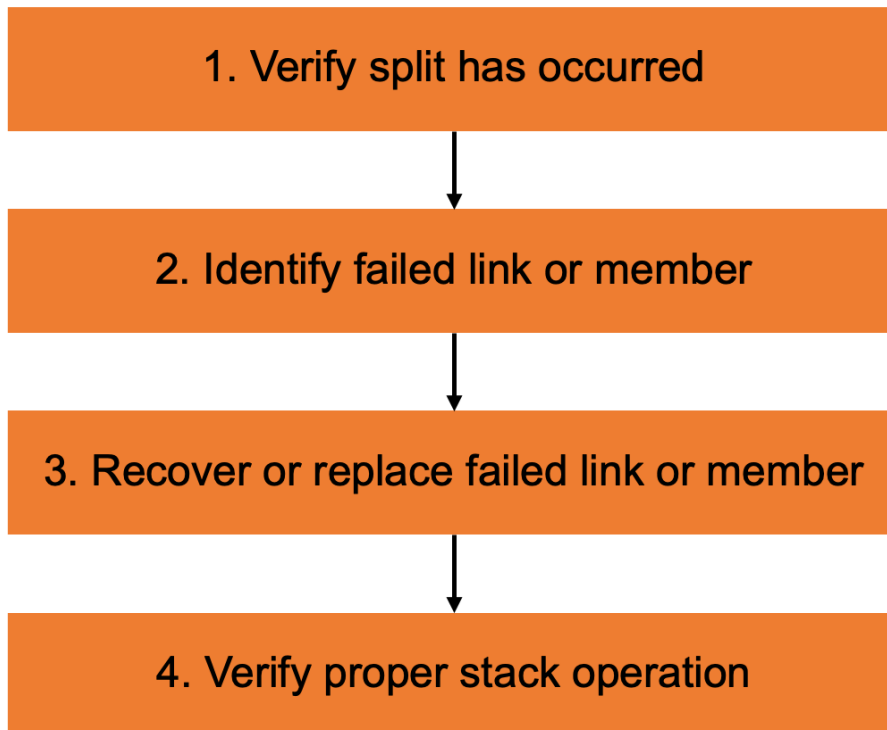 1. Verify split has occurred
2. Identify failed link or member
3. Recover or replace failed link or member
4. Verify proper stack operation